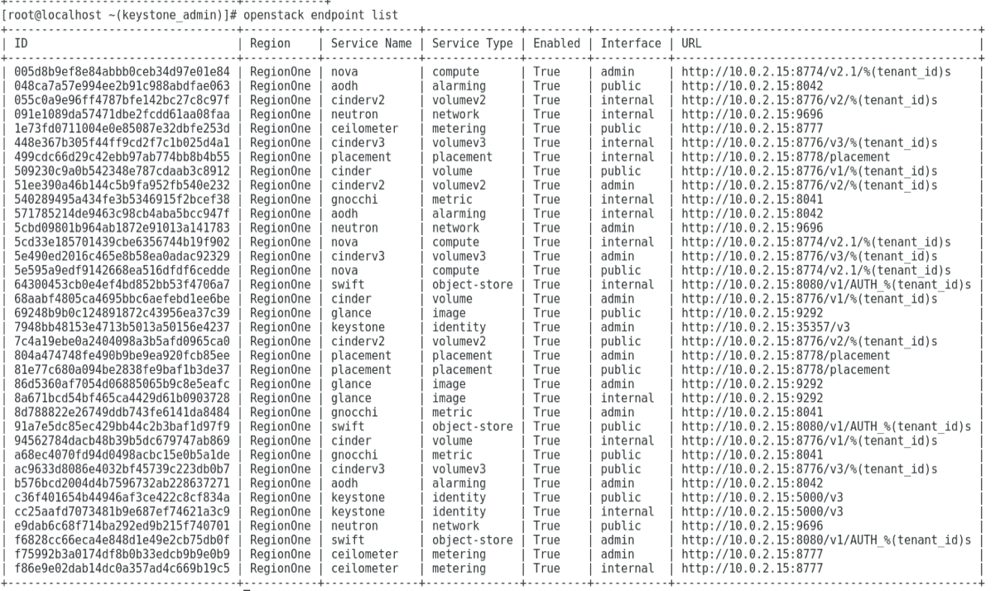 [root@localhost ~(keystone_admin)]# openstack endpoint list
| ID | Region | Service Name | Service Type | Enabled | Interface | URL |
| 005d8b9ef8e84abbb0ceb34d97e01e84 | RegionOne | nova | compute | True | admin | http://10.0.2.15:8774/v2.1/%(tenant_id)s |
| 048ca7a57e994ee2b91c988abdfae063 | RegionOne | aodh | alarming | True | public | http://10.0.2.15:8042 |
| 055c0a9e96ff4787bfe142bc27c8c97f | RegionOne | cinderv2 | volumev2 | True | internal | http://10.0.2.15:8776/v2/%(tenant_id)s |
| 091e1089da57471dbe2fcdd61aa08faa | RegionOne | neutron | network | True | internal | http://10.0.2.15:9696 |
| 1e73fd0711004e0e85087e32dbfe253d | RegionOne | ceilometer | metering | True | public | http://10.0.2.15:8777 |
| 448e367b305f44ff9cd2f7c1b025d4a1 | RegionOne | cinderv3 | volumev3 | True | internal | http://10.0.2.15:8776/v3/%(tenant_id)s |
| 499cdc66d29c42ebb97ab774bb8b4b55 | RegionOne | placement | placement | True | internal | http://10.0.2.15:8778/placement |
| 509230c9a0b542348e787cdaab3c8912 | RegionOne | cinder | volume | True | public | http://10.0.2.15:8776/v1/%(tenant_id)s |
| 51ee390a46b144c5b9fa952fb540e232 | RegionOne | cinderv2 | volumev2 | True | admin | http://10.0.2.15:8776/v2/%(tenant_id)s |
| 540289495a434fe3b5346915f2bcef38 | RegionOne | gnocchi | metric | True | internal | http://10.0.2.15:8041 |
| 571785214de9463c98cb4aba5bcc947f | RegionOne | aodh | alarming | True | internal | http://10.0.2.15:8042 |
| 5cbd09801b964ab1872e91013a141783 | RegionOne | neutron | network | True | admin | http://10.0.2.15:9696 |
| 5cd33e185701439cbe6356744b19f902 | RegionOne | nova | compute | True | internal | http://10.0.2.15:8774/v2.1/%(tenant_id)s |
| 5e490ed2016c465e8b58ea0adac92329 | RegionOne | cinderv3 | volumev3 | True | admin | http://10.0.2.15:8776/v3/%(tenant_id)s |
| 5e595a9edf9142668ea516dfdf6cedde | RegionOne | nova | compute | True | public | http://10.0.2.15:8774/v2.1/%(tenant_id)s |
| 64300453cb0e4ef4bd852bb53f4706a7 | RegionOne | swift | object-store | True | internal | http://10.0.2.15:8080/v1/AUTH_%(tenant_id)s |
| 68aabf4805ca4695bbc6aefebd1ee6be | RegionOne | cinder | volume | True | admin | http://10.0.2.15:8776/v1/%(tenant_id)s |
| 69248b9b0c124891872c43956ea37c39 | RegionOne | glance | image | True | public | http://10.0.2.15:9292 |
| 7948bb48153e4713b5013a50156e4237 | RegionOne | keystone | identity | True | admin | http://10.0.2.15:35357/v3 |
| 7c4a19ebe0a2404098a3b5afd0965ca0 | RegionOne | cinderv2 | volumev2 | True | public | http://10.0.2.15:8776/v2/%(tenant_id)s |
| 804a474748fe490b9be9ea920fcb85ee | RegionOne | placement | placement | True | admin | http://10.0.2.15:8778/placement |
| 81e77c680a094be2838fe9baf1b3de37 | RegionOne | placement | placement | True | public | http://10.0.2.15:8778/placement |
| 86d5360af7054d06885065b9c8e5eafc | RegionOne | glance | image | True | admin | http://10.0.2.15:9292 |
| 8a671bcd54bf465ca4429d61b0903728 | RegionOne | glance | image | True | internal | http://10.0.2.15:9292 |
| 8d788822e26749ddb743fe6141da8484 | RegionOne | gnocchi | metric | True | admin | http://10.0.2.15:8041 |
| 91a7e5dc85ec429bb44c2b3baf1d97f9 | RegionOne | swift | object-store | True | public | http://10.0.2.15:8080/v1/AUTH_%(tenant_id)s |
| 94562784dacb48b39b5dc679747ab869 | RegionOne | cinder | volume | True | internal | http://10.0.2.15:8776/v1/%(tenant_id)s |
| a68ec4070fd94d0498acbc15e0b5a1de | RegionOne | gnocchi | metric | True | public | http://10.0.2.15:8041 |
| ac9633d8086e4032bf45739c223db0b7 | RegionOne | cinderv3 | volumev3 | True | public | http://10.0.2.15:8776/v3/%(tenant_id)s |
| b576bcd2004d4b7596732ab228637271 | RegionOne | aodh | alarming | True | admin | http://10.0.2.15:8042 |
| c36f401654b44946af3ce422c8cf834a | RegionOne | keystone | identity | True | public | http://10.0.2.15:5000/v3 |
| cc25aafd7073481b9e687ef74621a3c9 | RegionOne | keystone | identity | True | internal | http://10.0.2.15:5000/v3 |
| e9dab6c68f714ba292ed9b215f740701 | RegionOne | neutron | network | True | public | http://10.0.2.15:9696 |
| f6828cc66eca4e848d1e49e2cb75db0f | RegionOne | swift | object-store | True | admin | http://10.0.2.15:8080/v1/AUTH_%(tenant_id)s |
| f75992b3a0174df8b0b33edcb9b9e0b9 | RegionOne | ceilometer | metering | True | admin | http://10.0.2.15:8777 |
| f86e9e02dab14dc0a357ad4c669b19c5 | RegionOne | ceilometer | metering | True | internal | http://10.0.2.15:8777 |